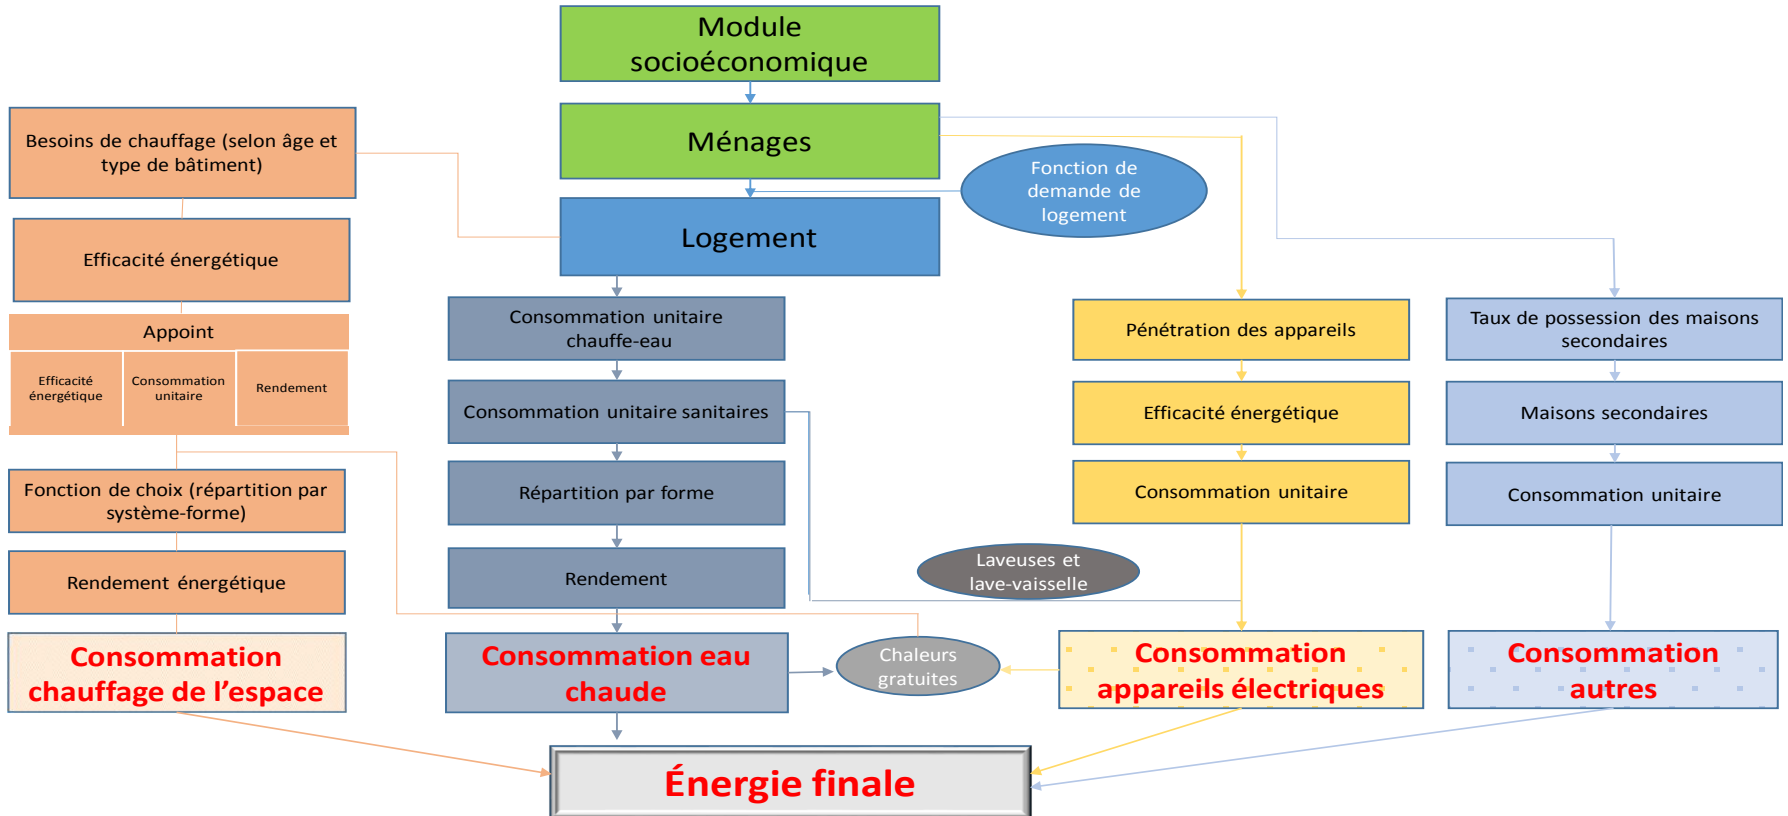 Module
socioéconomique
Ménages
Fonction de
demande de
logement
Logement
Besoins de chauffage (selon âge et
type de bâtiment)
Efficacité énergétique
Appoint
Efficacité
énergétique
Consommation
unitaire
Rendement
Fonction de choix (répartition par
système-forme)
Rendement énergétique
Consommation
chauffage de l’espace
Consommation unitaire
chauffe-eau
Consommation unitaire sanitaires
Répartition par forme
Rendement
Consommation eau
chaude
Chaleurs
gratuites
Laveuses et
lave-vaisselle
Pénétration des appareils
Efficacité énergétique
Consommation unitaire
Consommation
appareils électriques
Taux de possession des maisons
secondaires
Maisons secondaires
Consommation unitaire
Consommation
autres
Énergie finale